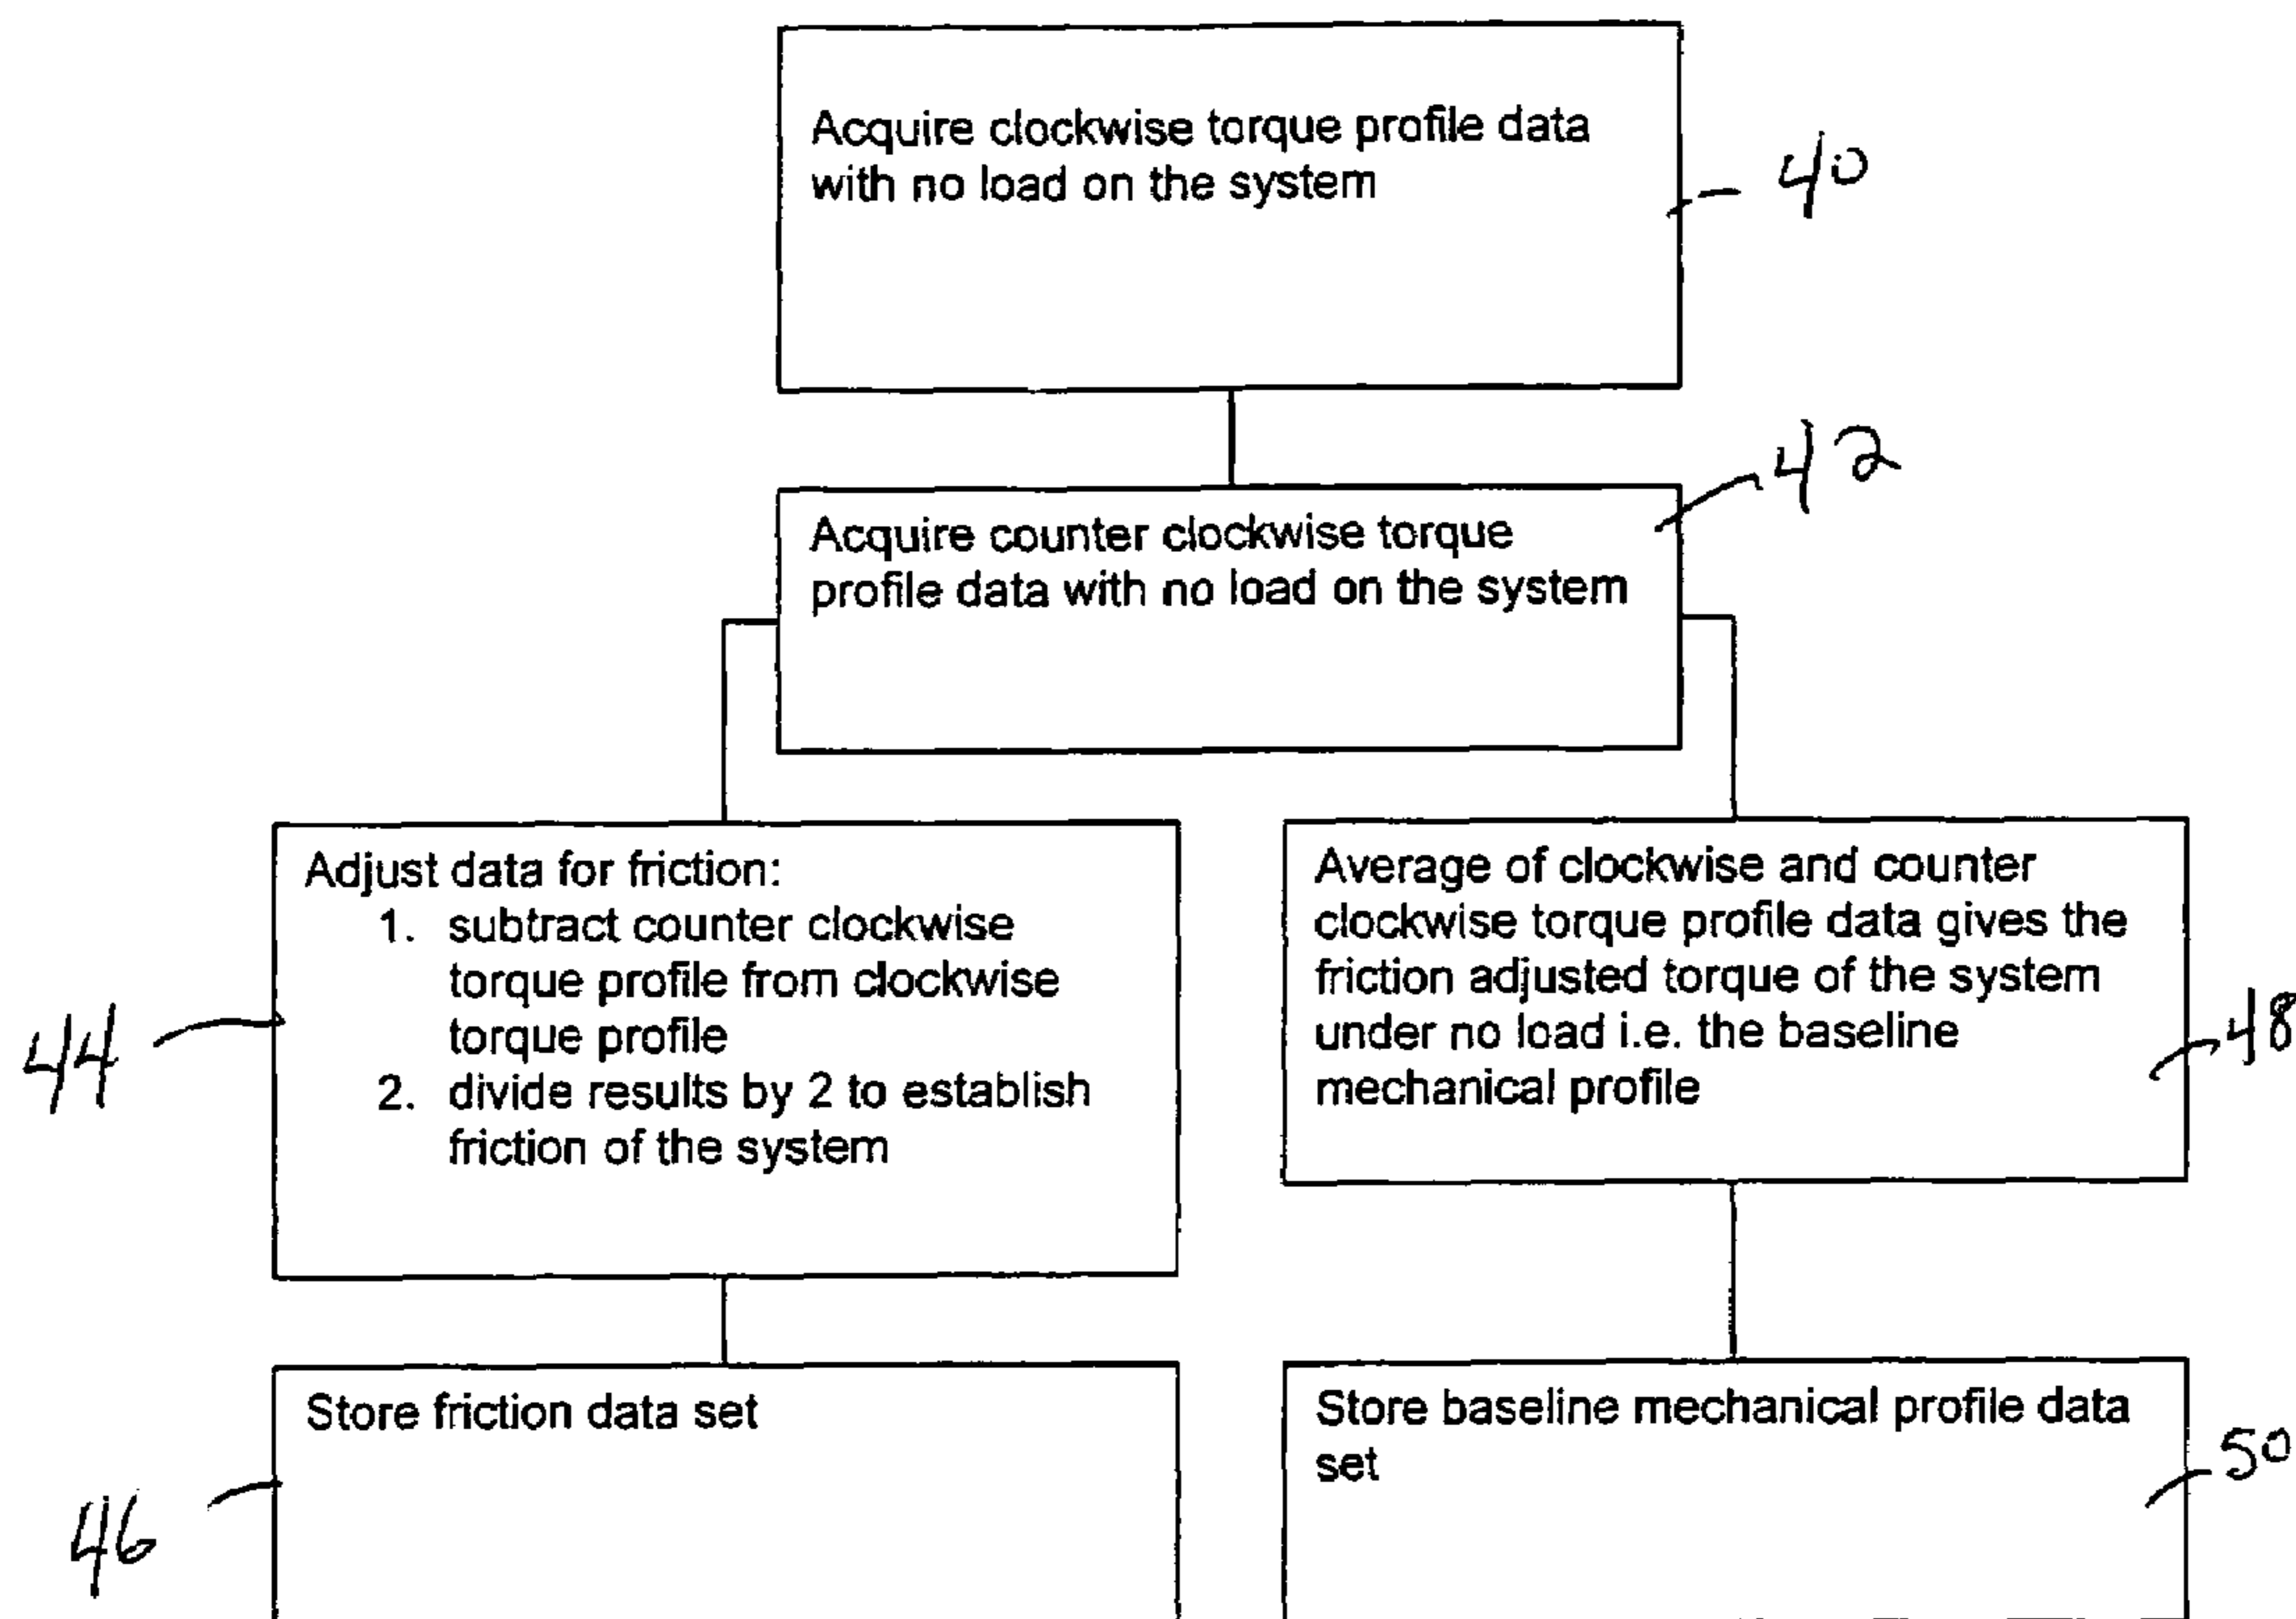 Acquire clockwise torque profile data
with no load on the system
40
Acquire counter clockwise torque
profile data with no load on the system
42
Adjust data for friction:
1. subtract counter clockwise
torque profile from clockwise
torque profile
2. divide results by 2 to establish
friction of the system
44
Average of clockwise and counter
clockwise torque profile data gives the
friction adjusted torque of the system
under no load i.e. the baseline
mechanical profile
48
Store friction data set
46
Store baseline mechanical profile data
set
50